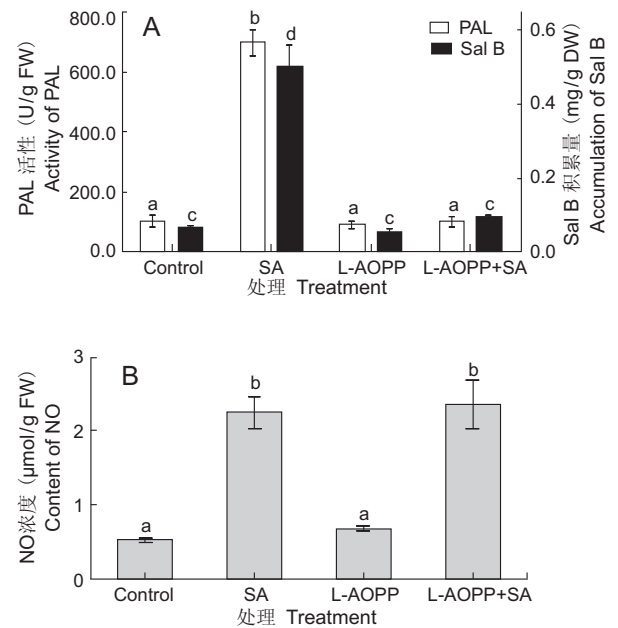 A
PAL
Sal B
PAL 活性 (U/g FW)
Activity of PAL
800.0
600.0
400.0
200.0
0.0
Sal B 积累量 (mg/g DW)
Accumulation of Sal B
0.6
0.4
0.2
0.0
a
c
b
d
a
c
a
c
Control
SA
L-AOPP
L-AOPP+SA
处理 Treatment
B
NO浓度 (μmol/g FW)
Content of NO
3
2
1
0
a
b
a
b
Control
SA
L-AOPP
L-AOPP+SA
处理 Treatment